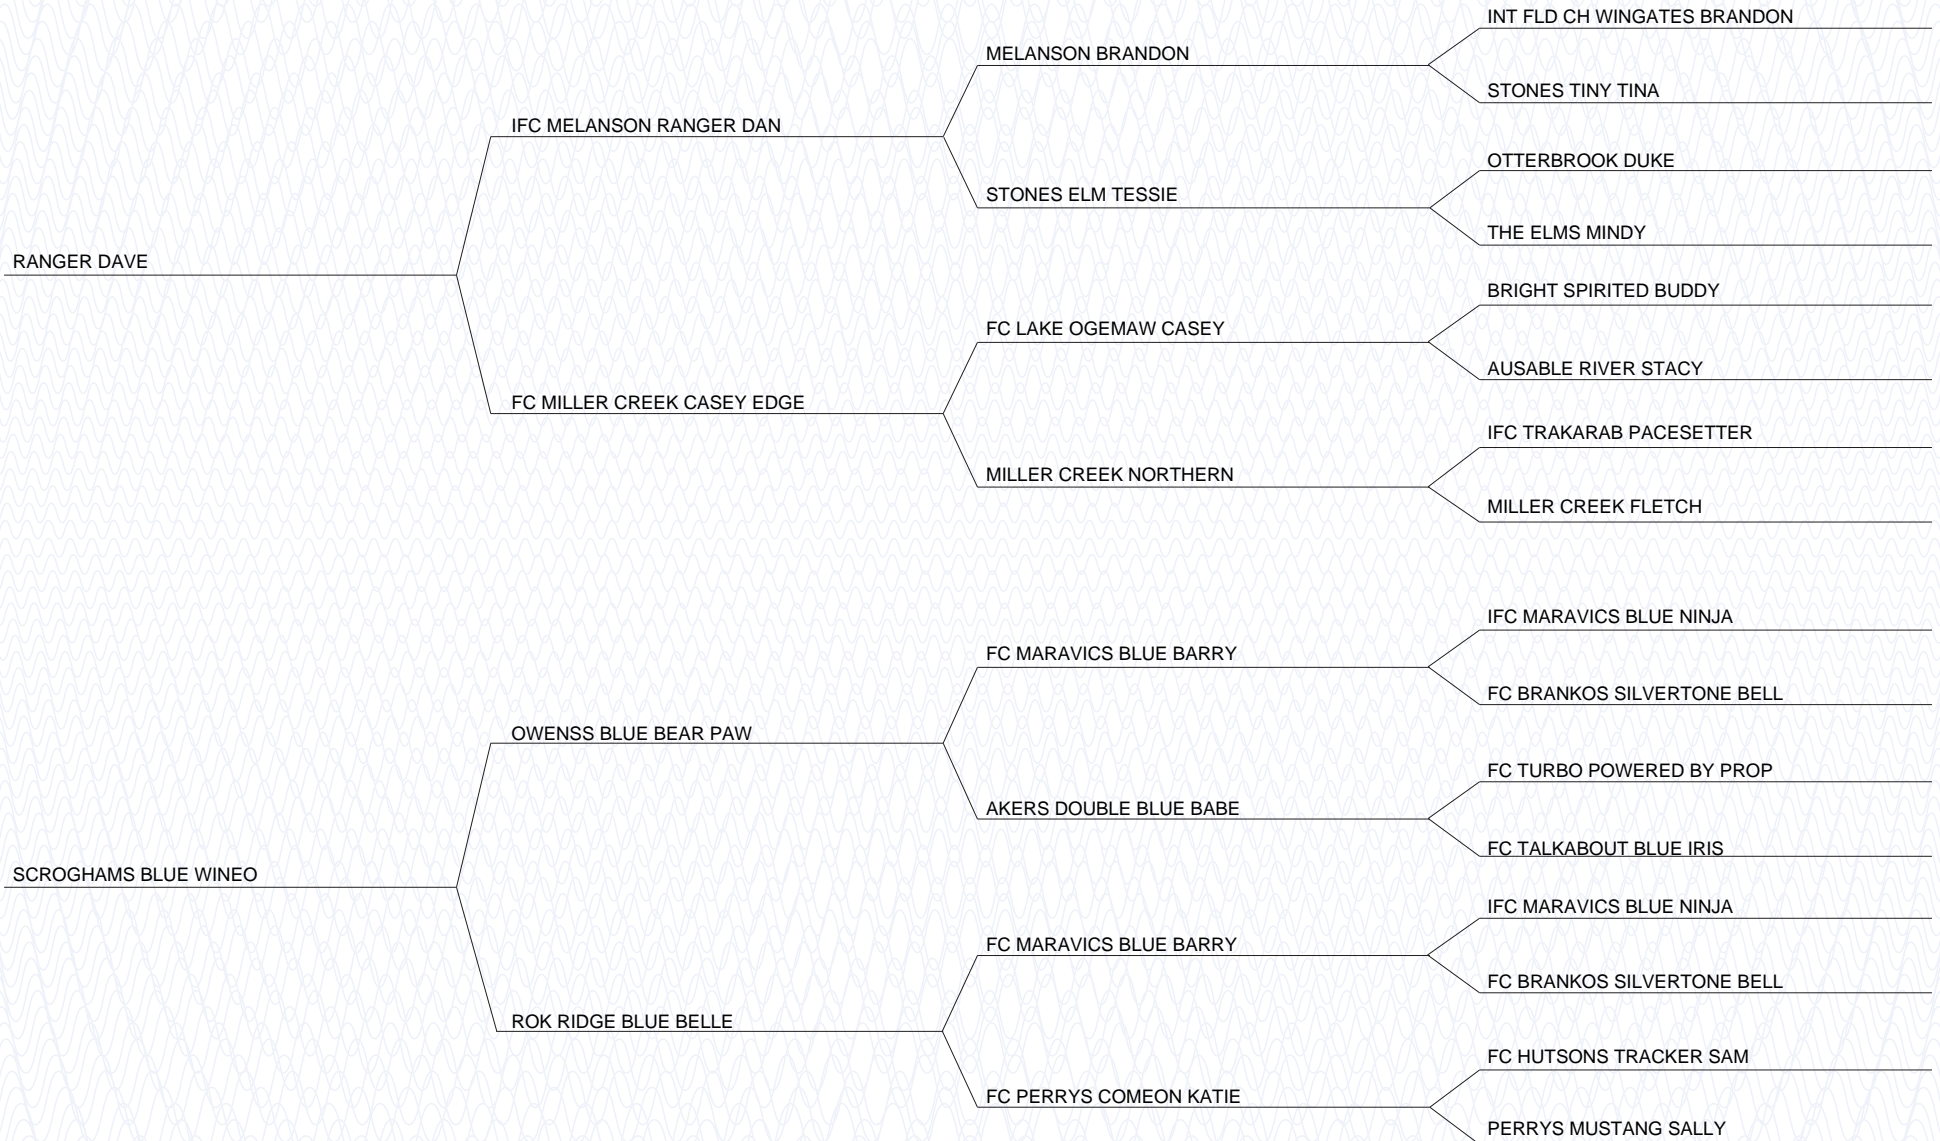 INT FLD CH WINGATES BRANDON
MELANSON BRANDON
STONES TINY TINA
IFC MELANSON RANGER DAN
OTTERBROOK DUKE
STONES ELM TESSIE
THE ELMS MINDY
RANGER DAVE
BRIGHT SPIRITED BUDDY
FC LAKE OGEMAW CASEY
AUSABLE RIVER STACY
FC MILLER CREEK CASEY EDGE
IFC TRAKARAB PACESETTER
MILLER CREEK NORTHERN
MILLER CREEK FLETCH
IFC MARAVICS BLUE NINJA
FC MARAVICS BLUE BARRY
FC BRANKOS SILVERTONE BELL
OWENSS BLUE BEAR PAW
FC TURBO POWERED BY PROP
AKERS DOUBLE BLUE BABE
FC TALKABOUT BLUE IRIS
SCROGHAMS BLUE WINEO
IFC MARAVICS BLUE NINJA
FC MARAVICS BLUE BARRY
FC BRANKOS SILVERTONE BELL
ROK RIDGE BLUE BELLE
FC HUTSONS TRACKER SAM
FC PERRYS COMEON KATIE
PERRYS MUSTANG SALLY